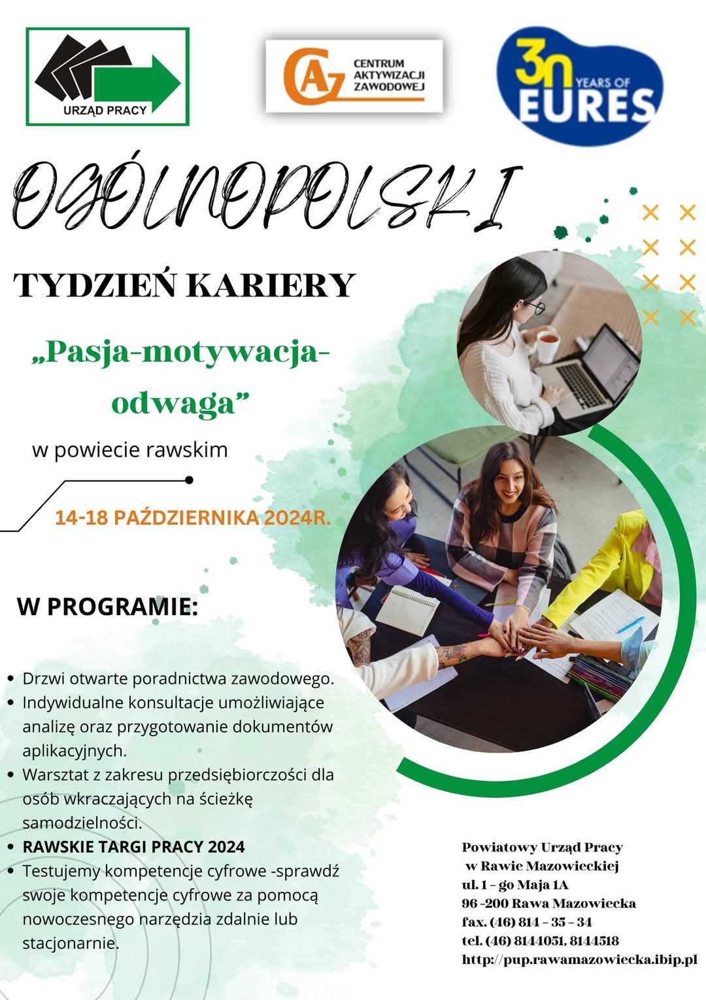 URZĄD PRACY
CAZ
CENTRUM
AKTYWIZACJI
ZAWODOWEJ
30
YEARS OF
EURES
OGÓLNOPOLSKI
TYDZIEŃ KARIERY
„Pasja-motywacja-
odwaga”
w powiecie rawskim
14-18 PAŹDZIERNIKA 2024R.
W PROGRAMIE:
• Drzwi otwarte poradnictwa zawodowego.
• Indywidualne konsultacje umożliwiające
analizę oraz przygotowanie dokumentów
aplikacyjnych.
• Warsztat z zakresu przedsiębiorczości dla
osób wkraczających na ścieżkę
samodzielności.
• RAWSKIE TARGI PRACY 2024
• Testujemy kompetencje cyfrowe -sprawdź
swoje kompetencje cyfrowe za pomocą
nowoczesnego narzędzia zdalnie lub
stacjonarnie.
Powiatowy Urząd Pracy
w Rawie Mazowieckiej
ul. 1 – go Maja 1A
96 -200 Rawa Mazowiecka
fax. (46) 814 – 35 – 34
tel. (46) 8144051, 8144518
http://pup.rawamazowiecka.ibip.pl